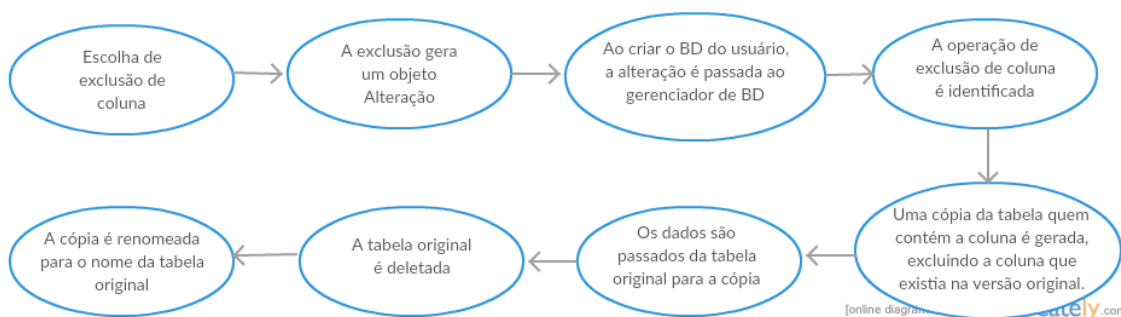 Escolha de
exclusão de
coluna
A exclusão gera
um objeto
Alteração
Ao criar o BD do usuário,
a alteração é passada ao
gerenciador de BD
A operação de
exclusão de coluna
é identificada
Uma cópia da tabela quem
contém a coluna é gerada,
excluindo a coluna que
existia na versão original.
Os dados são
passados da tabela
original para a cópia
A tabela original
é deletada
A cópia é renomeada
para o nome da tabela
original
[online diagram
ately.com